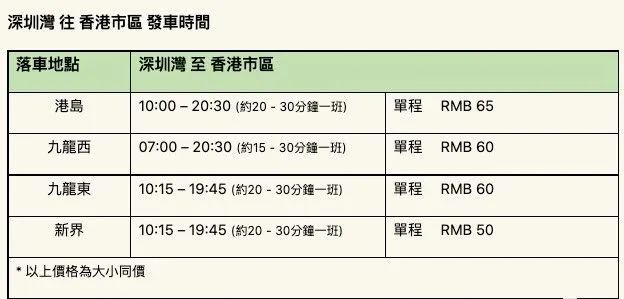 深圳灣 往 香港市區 發車時間
落車地點 深圳灣 至 香港市區
港島 10:00 – 20:30 (約20 - 30分鐘一班) 單程 RMB 65
九龍西 07:00 – 20:30 (約15 - 30分鐘一班) 單程 RMB 60
九龍東 10:15 – 19:45 (約20 - 30分鐘一班) 單程 RMB 60
新界 10:15 – 19:45 (約20 - 30分鐘一班) 單程 RMB 50
* 以上價格為大小同價